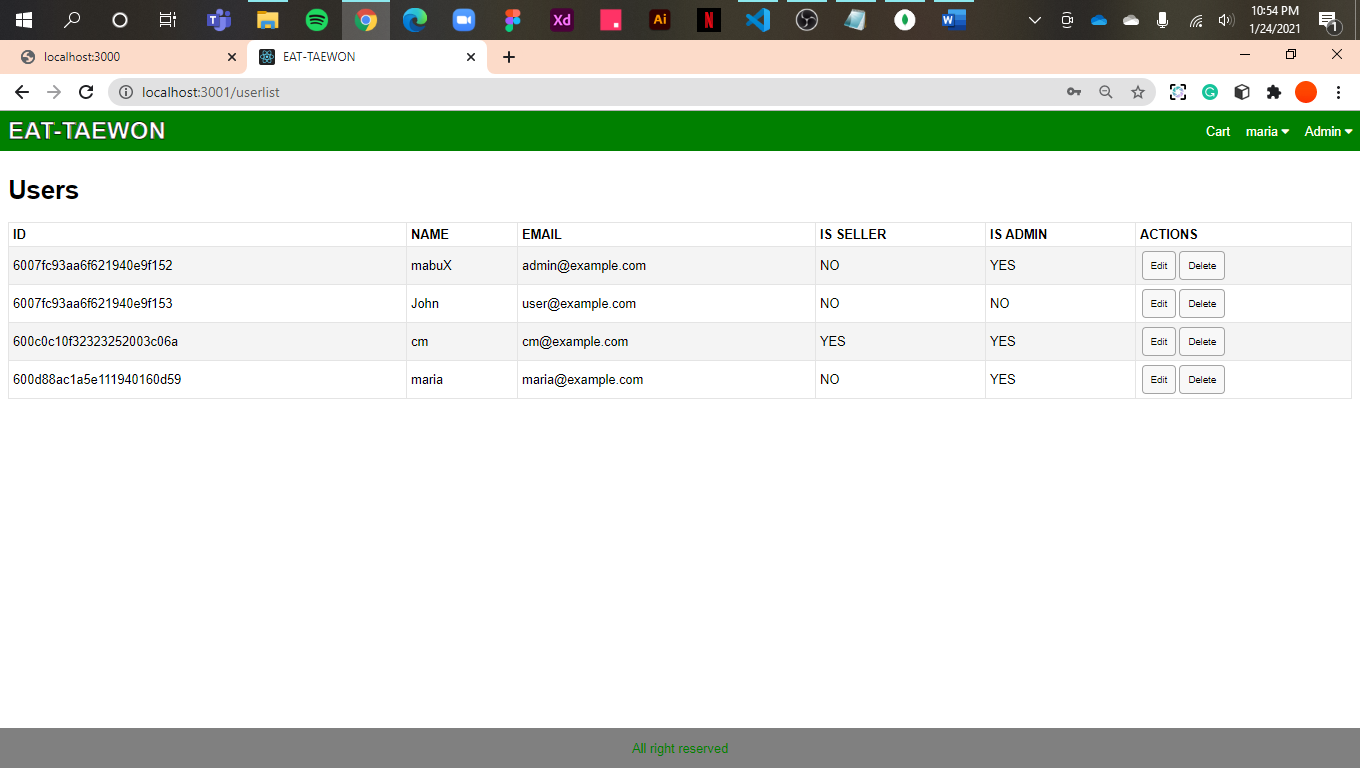 Xd
Ai
N
W
10:54 PM
1/24/2021
1
localhost:3000
EAT-TAEWON
localhost:3001/userlist
EAT-TAEWON
Cart maria Admin
Users
ID NAME EMAIL IS SELLER IS ADMIN ACTIONS
6007fc93aa6f621940e9f152 mabuX admin@example.com NO YES Edit Delete
6007fc93aa6f621940e9f153 John user@example.com NO NO Edit Delete
600c0c10f32323252003c06a cm cm@example.com YES YES Edit Delete
600d88ac1a5e111940160d59 maria maria@example.com NO YES Edit Delete
All right reserved